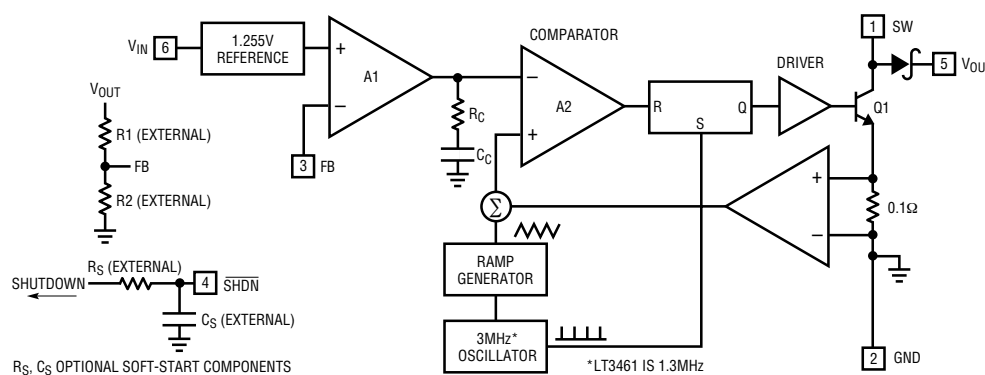 1 SW
COMPARATOR
V_IN 6
1.255V
REFERENCE
+
A1
−
DRIVER
5 V_OU
V_OUT
R1 (EXTERNAL)
FB
R2 (EXTERNAL)
3 FB
R_C
C_C
−
A2
+
R
Q
S
Q1
Σ
+
−
0.1Ω
RAMP
GENERATOR
R_S (EXTERNAL)
SHUTDOWN
4 SHDN
C_S (EXTERNAL)
3MHz*
OSCILLATOR
*LT3461 IS 1.3MHz
2 GND
R_S, C_S OPTIONAL SOFT-START COMPONENTS